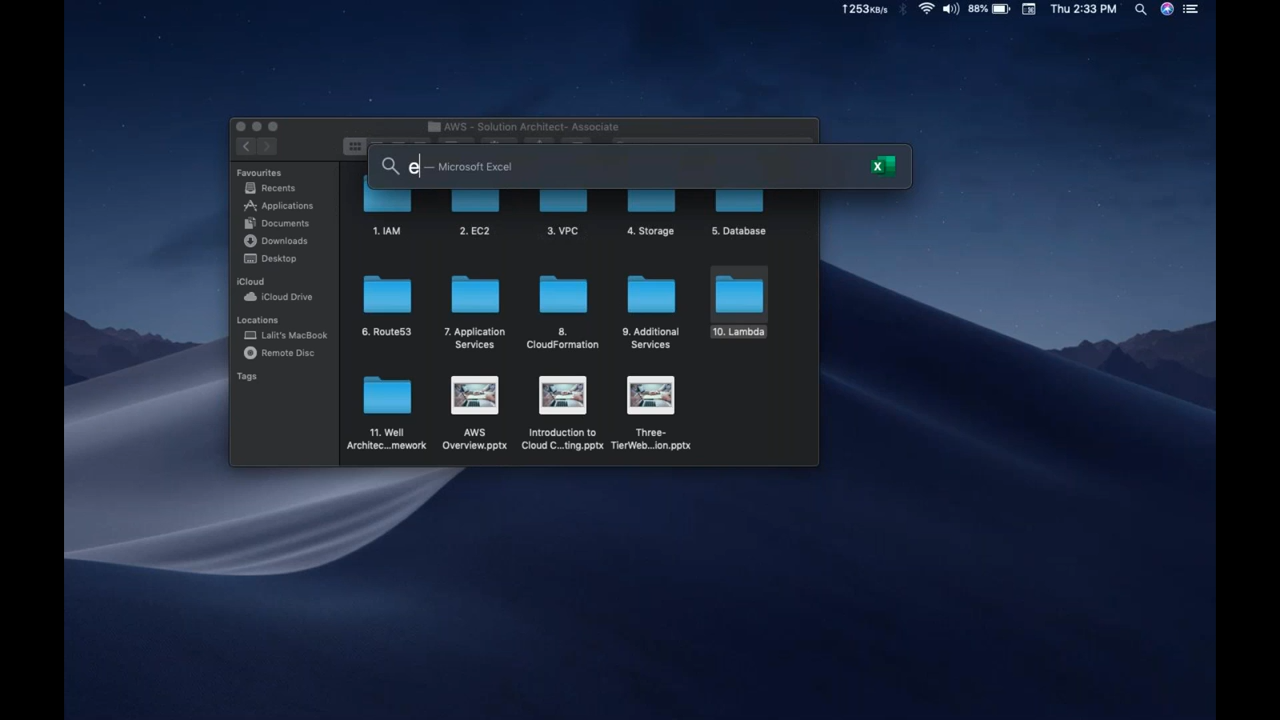 ↑253KB/s 88% Thu 2:33 PM
AWS - Solution Architect- Associate
e — Microsoft Excel
Favourites
Recents
Applications
Documents
Downloads
Desktop
iCloud
iCloud Drive
Locations
Lalit's MacBook
Remote Disc
Tags
1. IAM
2. EC2
3. VPC
4. Storage
5. Database
6. Route53
7. Application
Services
8.
CloudFormation
9. Additional
Services
10. Lambda
11. Well
Architec...mework
AWS
Overview.pptx
Introduction to
Cloud C...ting.pptx
Three-
TierWeb...ion.pptx